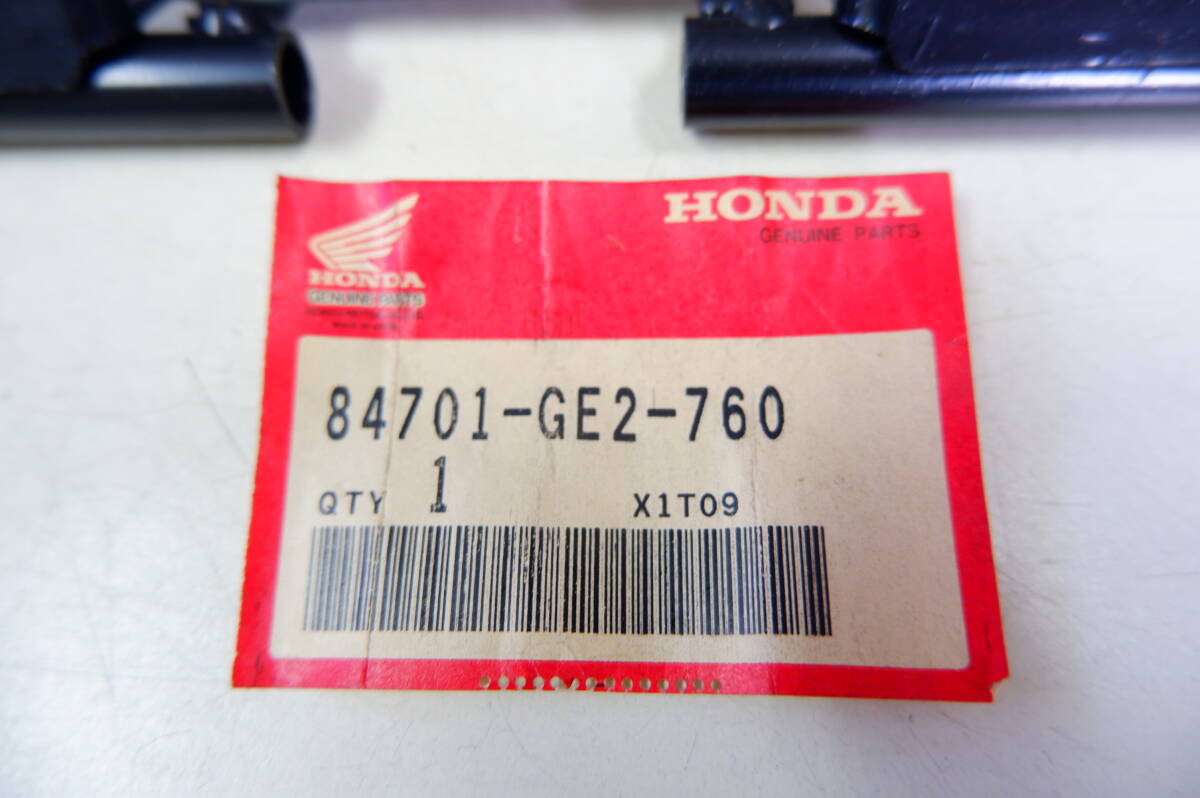 HONDA
GENUINE PARTS
HONDA
GENUINE PARTS
84701-GE2-760
QTY 1 X1T09